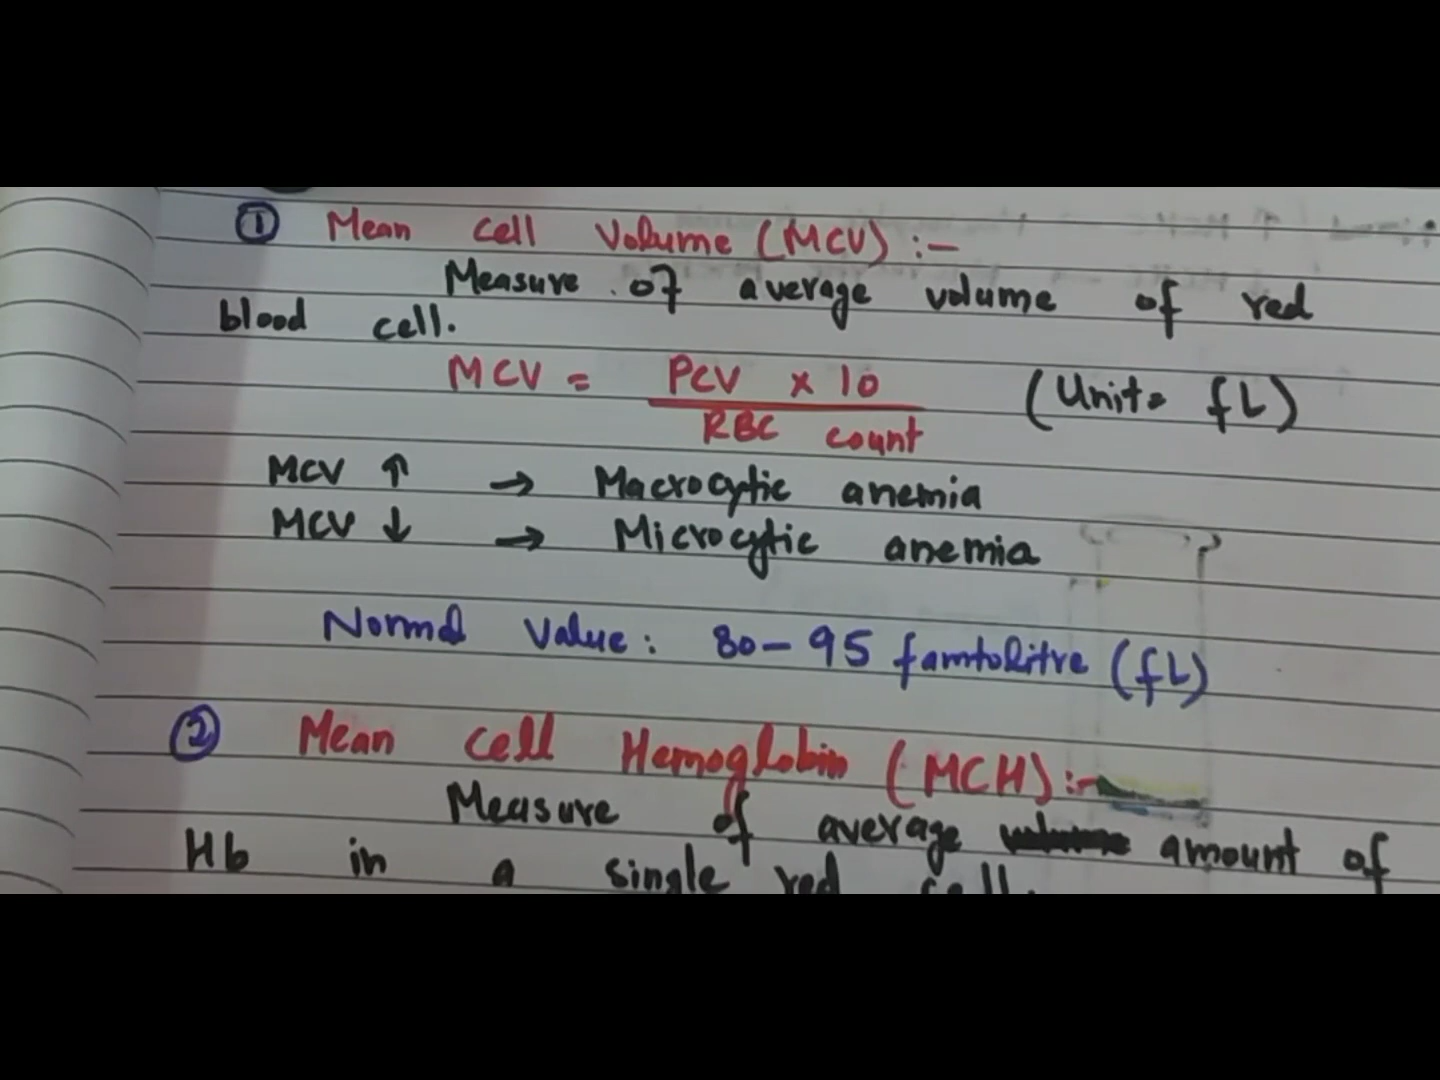 ① Mean cell Volume (MCV) :-
Measure of average volume of red
blood cell.
MCV = PCV × 10 (Unit= fL)
RBC count
MCV ↑ → Macrocytic anemia
MCV ↓ → Microcytic anemia
Normal Value: 80-95 famtolitre (fL)
② Mean cell Hemoglobin (MCH):-
Measure of average amount of
Hb in a single red cell.